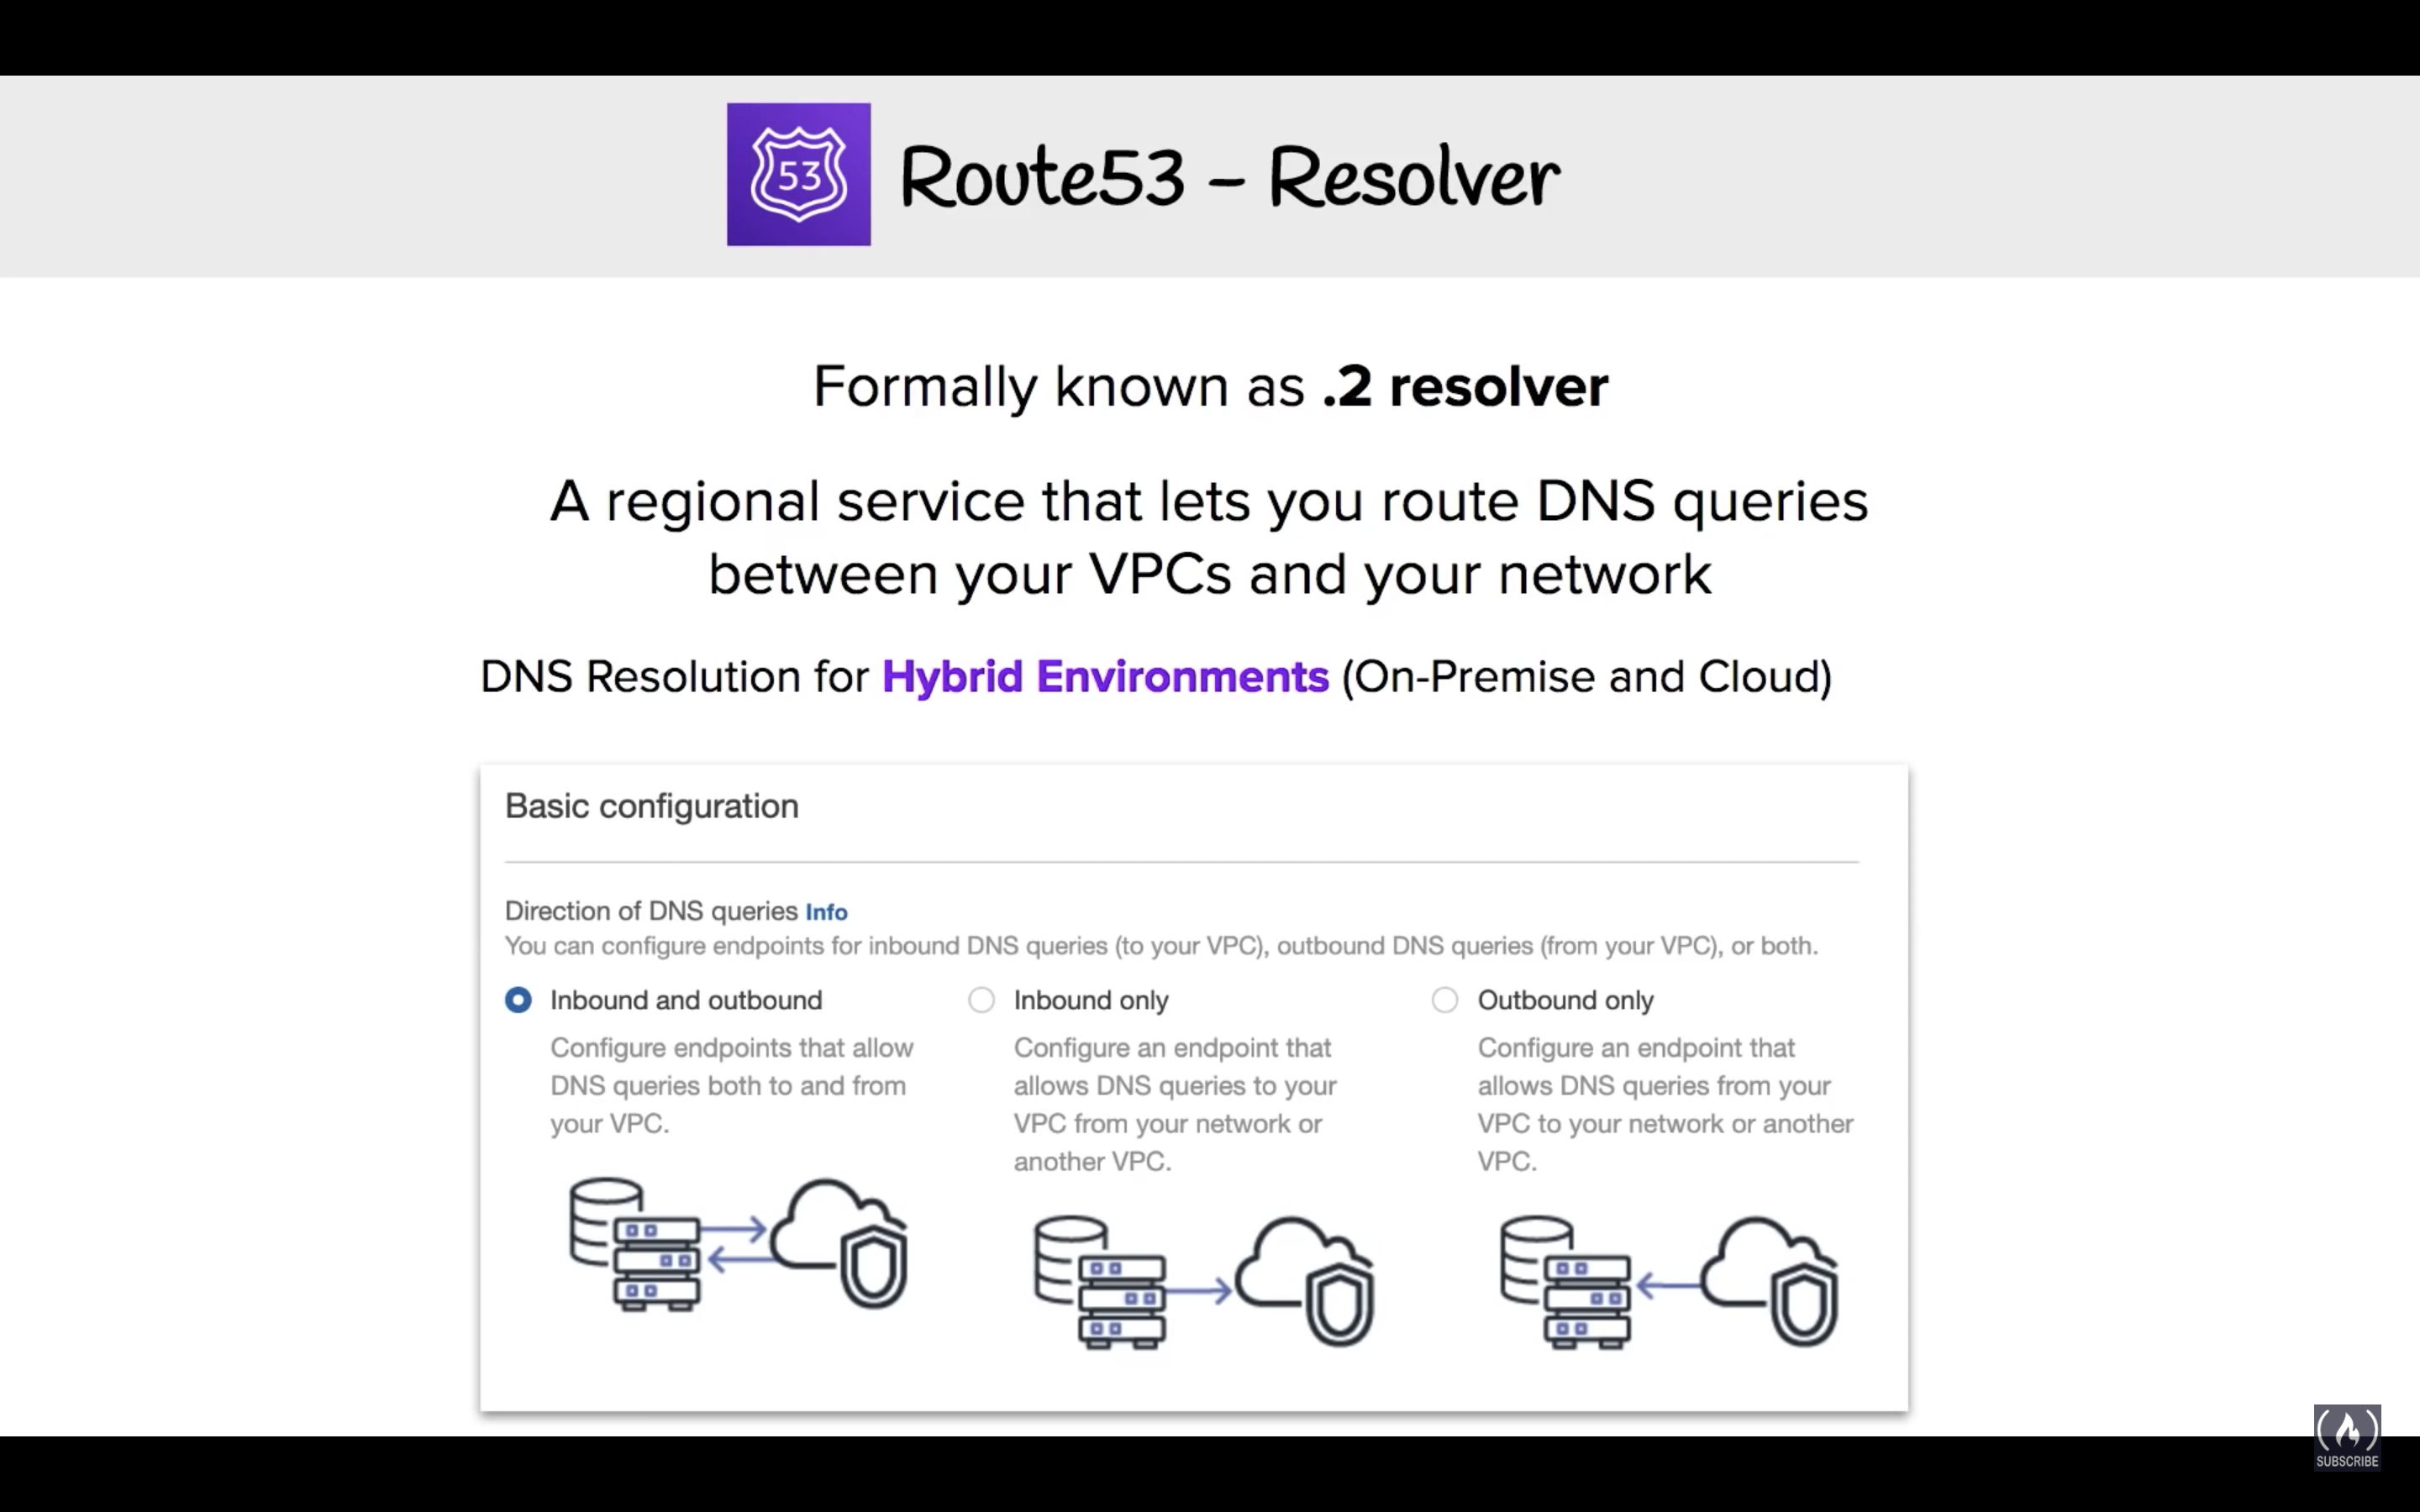 53
Route53 – Resolver
Formally known as .2 resolver
A regional service that lets you route DNS queries
between your VPCs and your network
DNS Resolution for Hybrid Environments (On-Premise and Cloud)
Basic configuration
Direction of DNS queries Info
You can configure endpoints for inbound DNS queries (to your VPC), outbound DNS queries (from your VPC), or both.
Inbound and outbound
Configure endpoints that allow
DNS queries both to and from
your VPC.
Inbound only
Configure an endpoint that
allows DNS queries to your
VPC from your network or
another VPC.
Outbound only
Configure an endpoint that
allows DNS queries from your
VPC to your network or another
VPC.
SUBSCRIBE